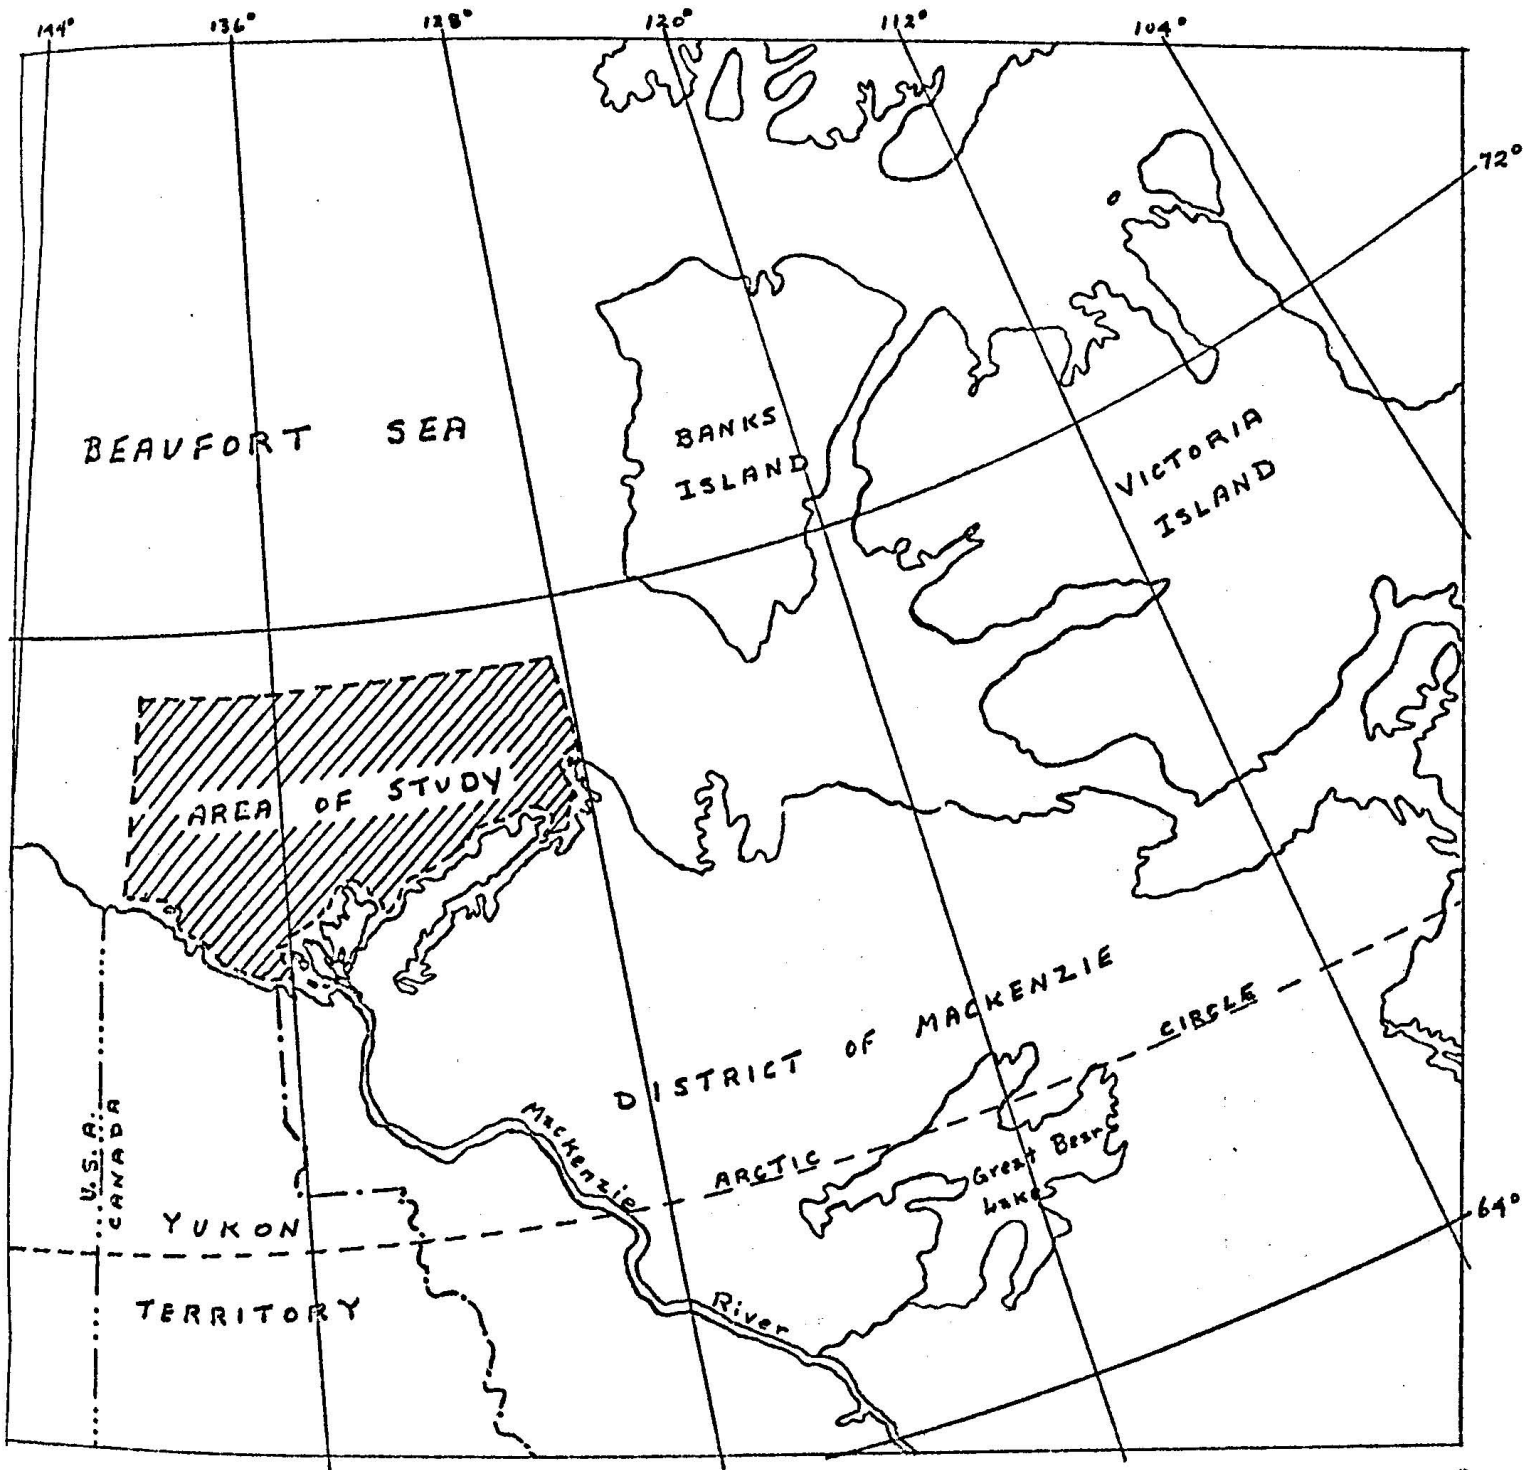 144° 136° 128° 120° 112° 104°
72°
BEAUFORT SEA
BANKS
ISLAND
VICTORIA
ISLAND
AREA OF STUDY
DISTRICT OF MACKENZIE
ARCTIC CIRCLE
Great Bear
Lake
Mackenzie
River
U.S.A.
CANADA
YUKON
TERRITORY
64°